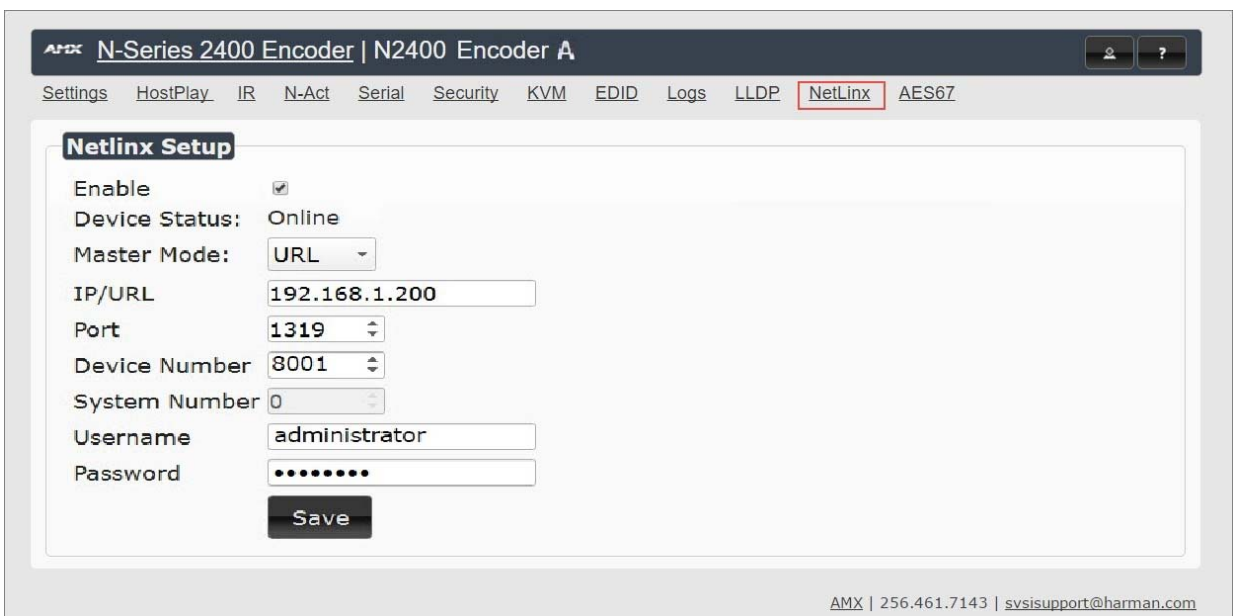 AMX N-Series 2400 Encoder | N2400 Encoder A
?
Settings HostPlay IR N-Act Serial Security KVM EDID Logs LLDP NetLinx AES67
Netlinx Setup
Enable
Device Status: Online
Master Mode: URL
IP/URL 192.168.1.200
Port 1319
Device Number 8001
System Number 0
Username administrator
Password ••••••••
Save
AMX | 256.461.7143 | svsisupport@harman.com